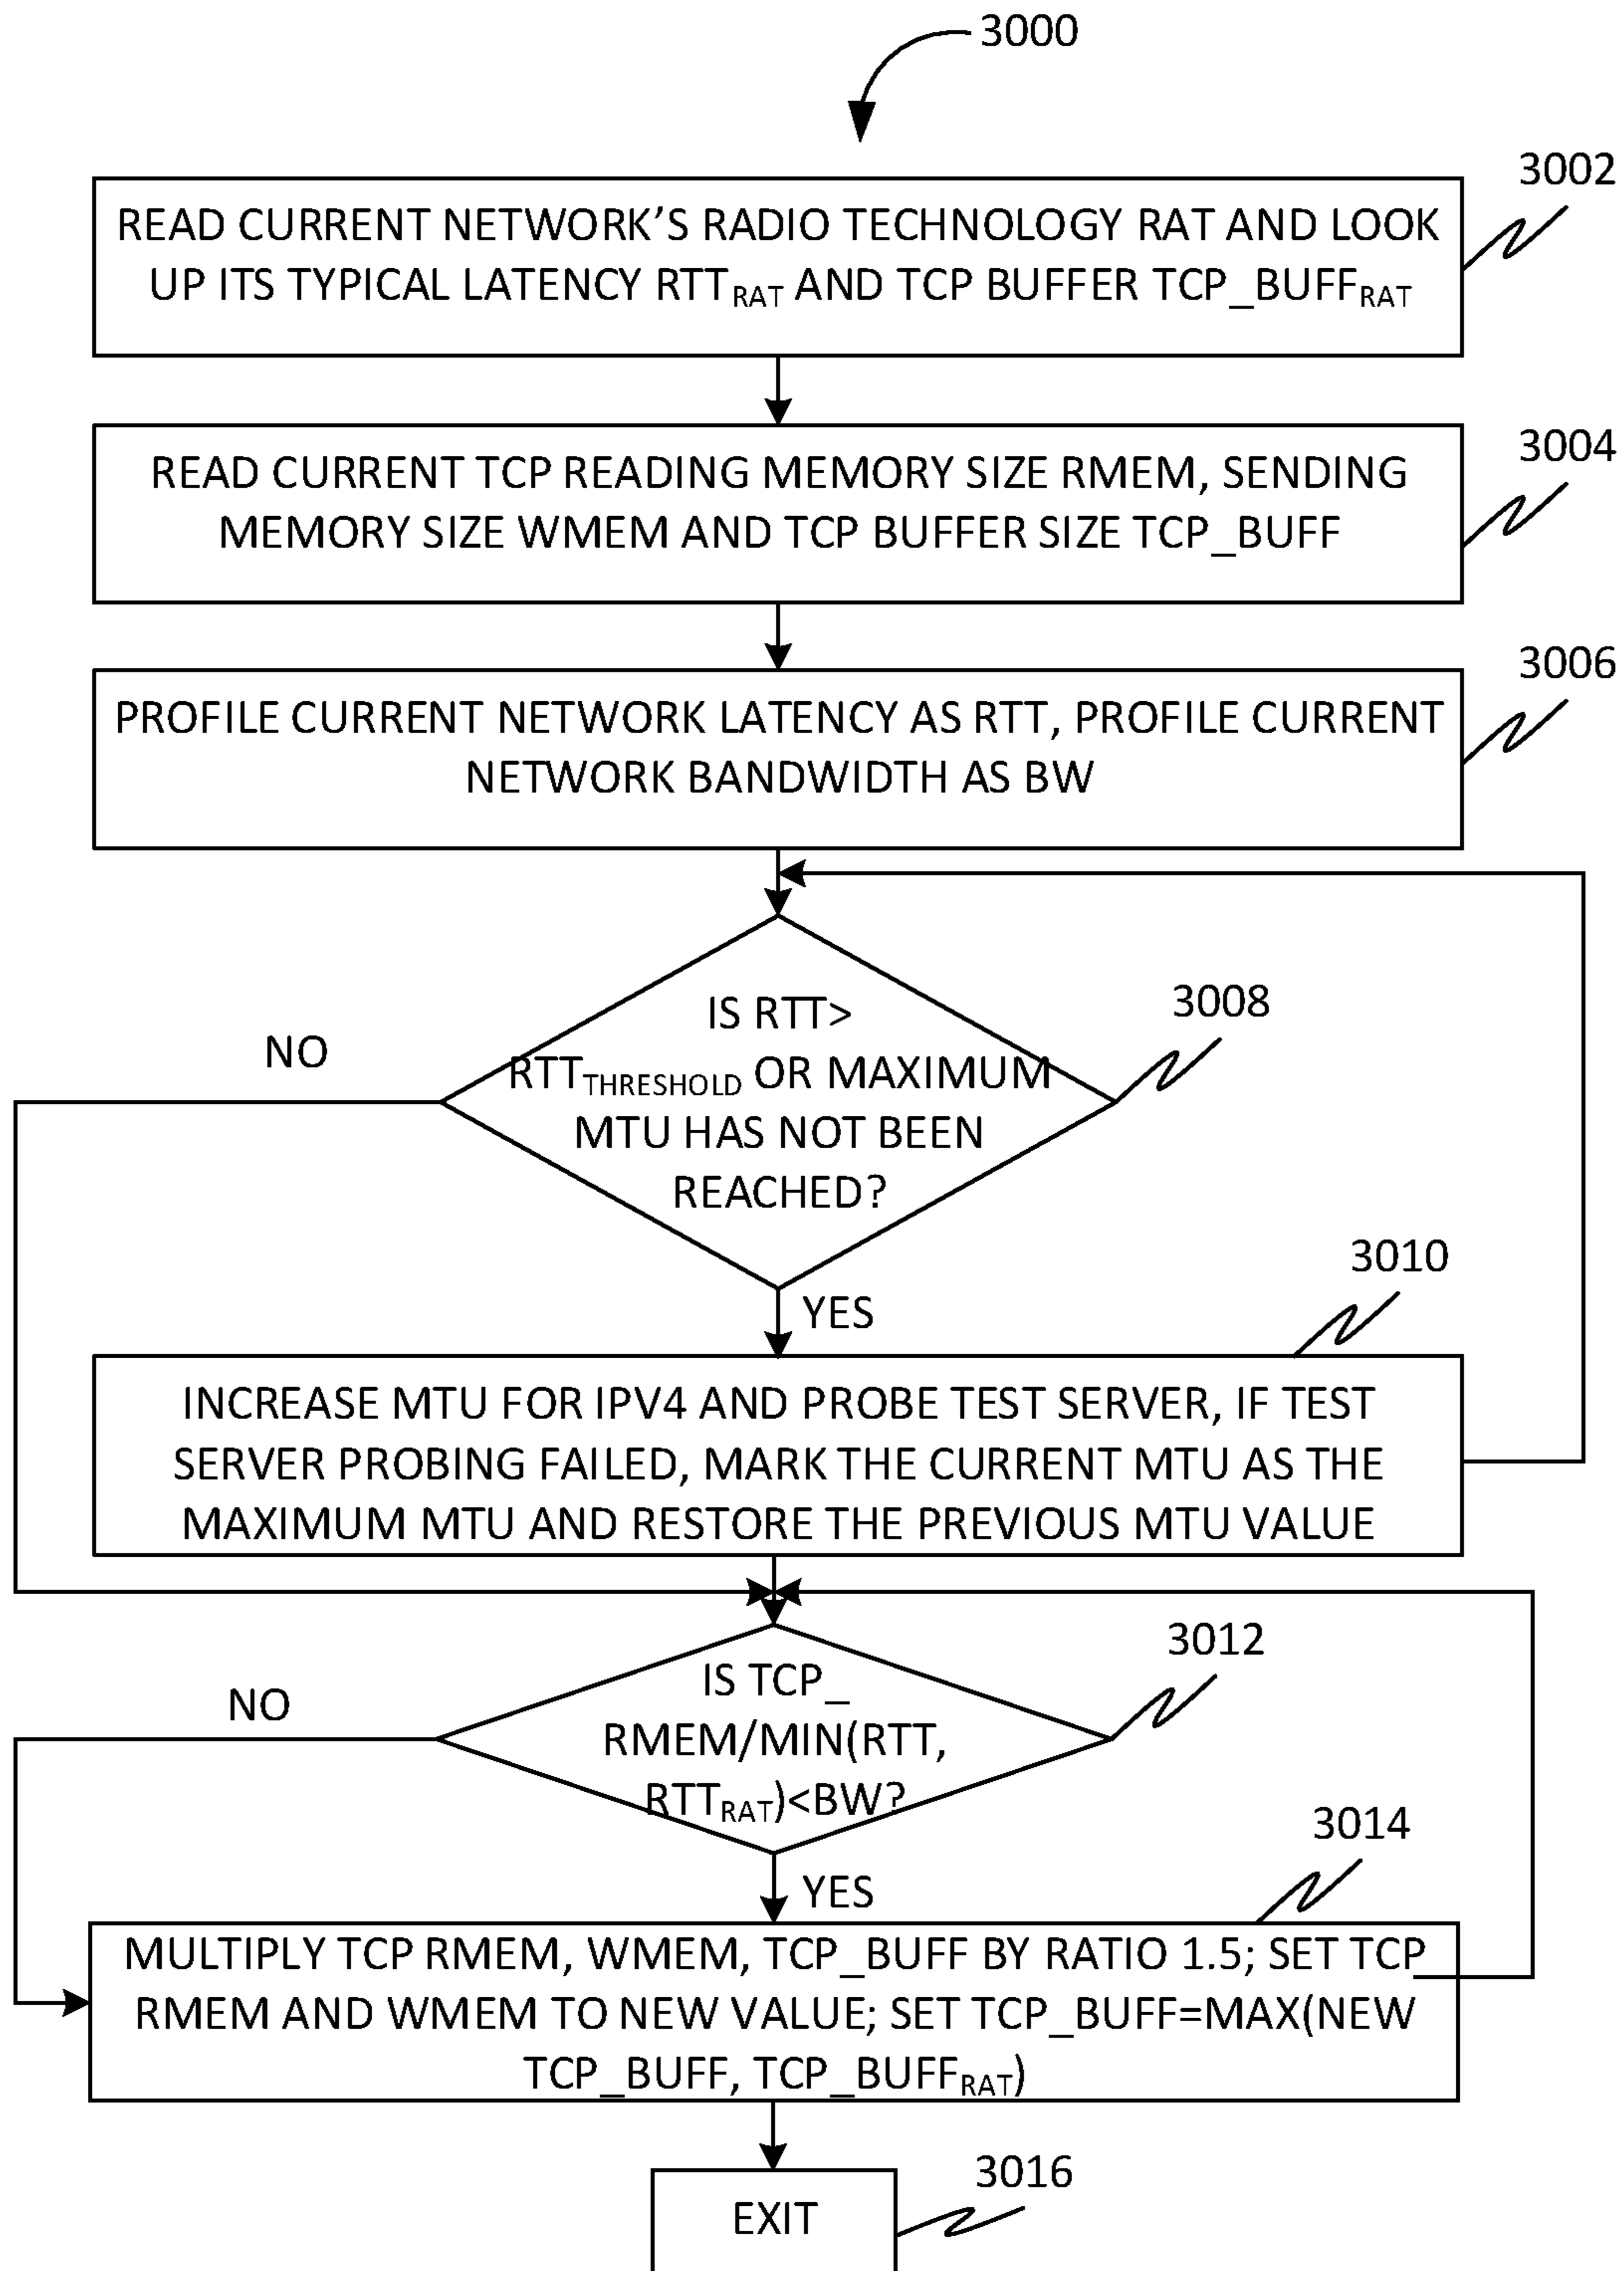 3000
3002
READ CURRENT NETWORK’S RADIO TECHNOLOGY RAT AND LOOK
UP ITS TYPICAL LATENCY RTT_RAT AND TCP BUFFER TCP_BUFF_RAT
3004
READ CURRENT TCP READING MEMORY SIZE RMEM, SENDING
MEMORY SIZE WMEM AND TCP BUFFER SIZE TCP_BUFF
3006
PROFILE CURRENT NETWORK LATENCY AS RTT, PROFILE CURRENT
NETWORK BANDWIDTH AS BW
3008
IS RTT>
RTT_THRESHOLD OR MAXIMUM
MTU HAS NOT BEEN
REACHED?
NO
YES
3010
INCREASE MTU FOR IPV4 AND PROBE TEST SERVER, IF TEST
SERVER PROBING FAILED, MARK THE CURRENT MTU AS THE
MAXIMUM MTU AND RESTORE THE PREVIOUS MTU VALUE
3012
IS TCP_
RMEM/MIN(RTT,
RTT_RAT)<BW?
NO
YES
3014
MULTIPLY TCP RMEM, WMEM, TCP_BUFF BY RATIO 1.5; SET TCP
RMEM AND WMEM TO NEW VALUE; SET TCP_BUFF=MAX(NEW
TCP_BUFF, TCP_BUFF_RAT)
3016
EXIT